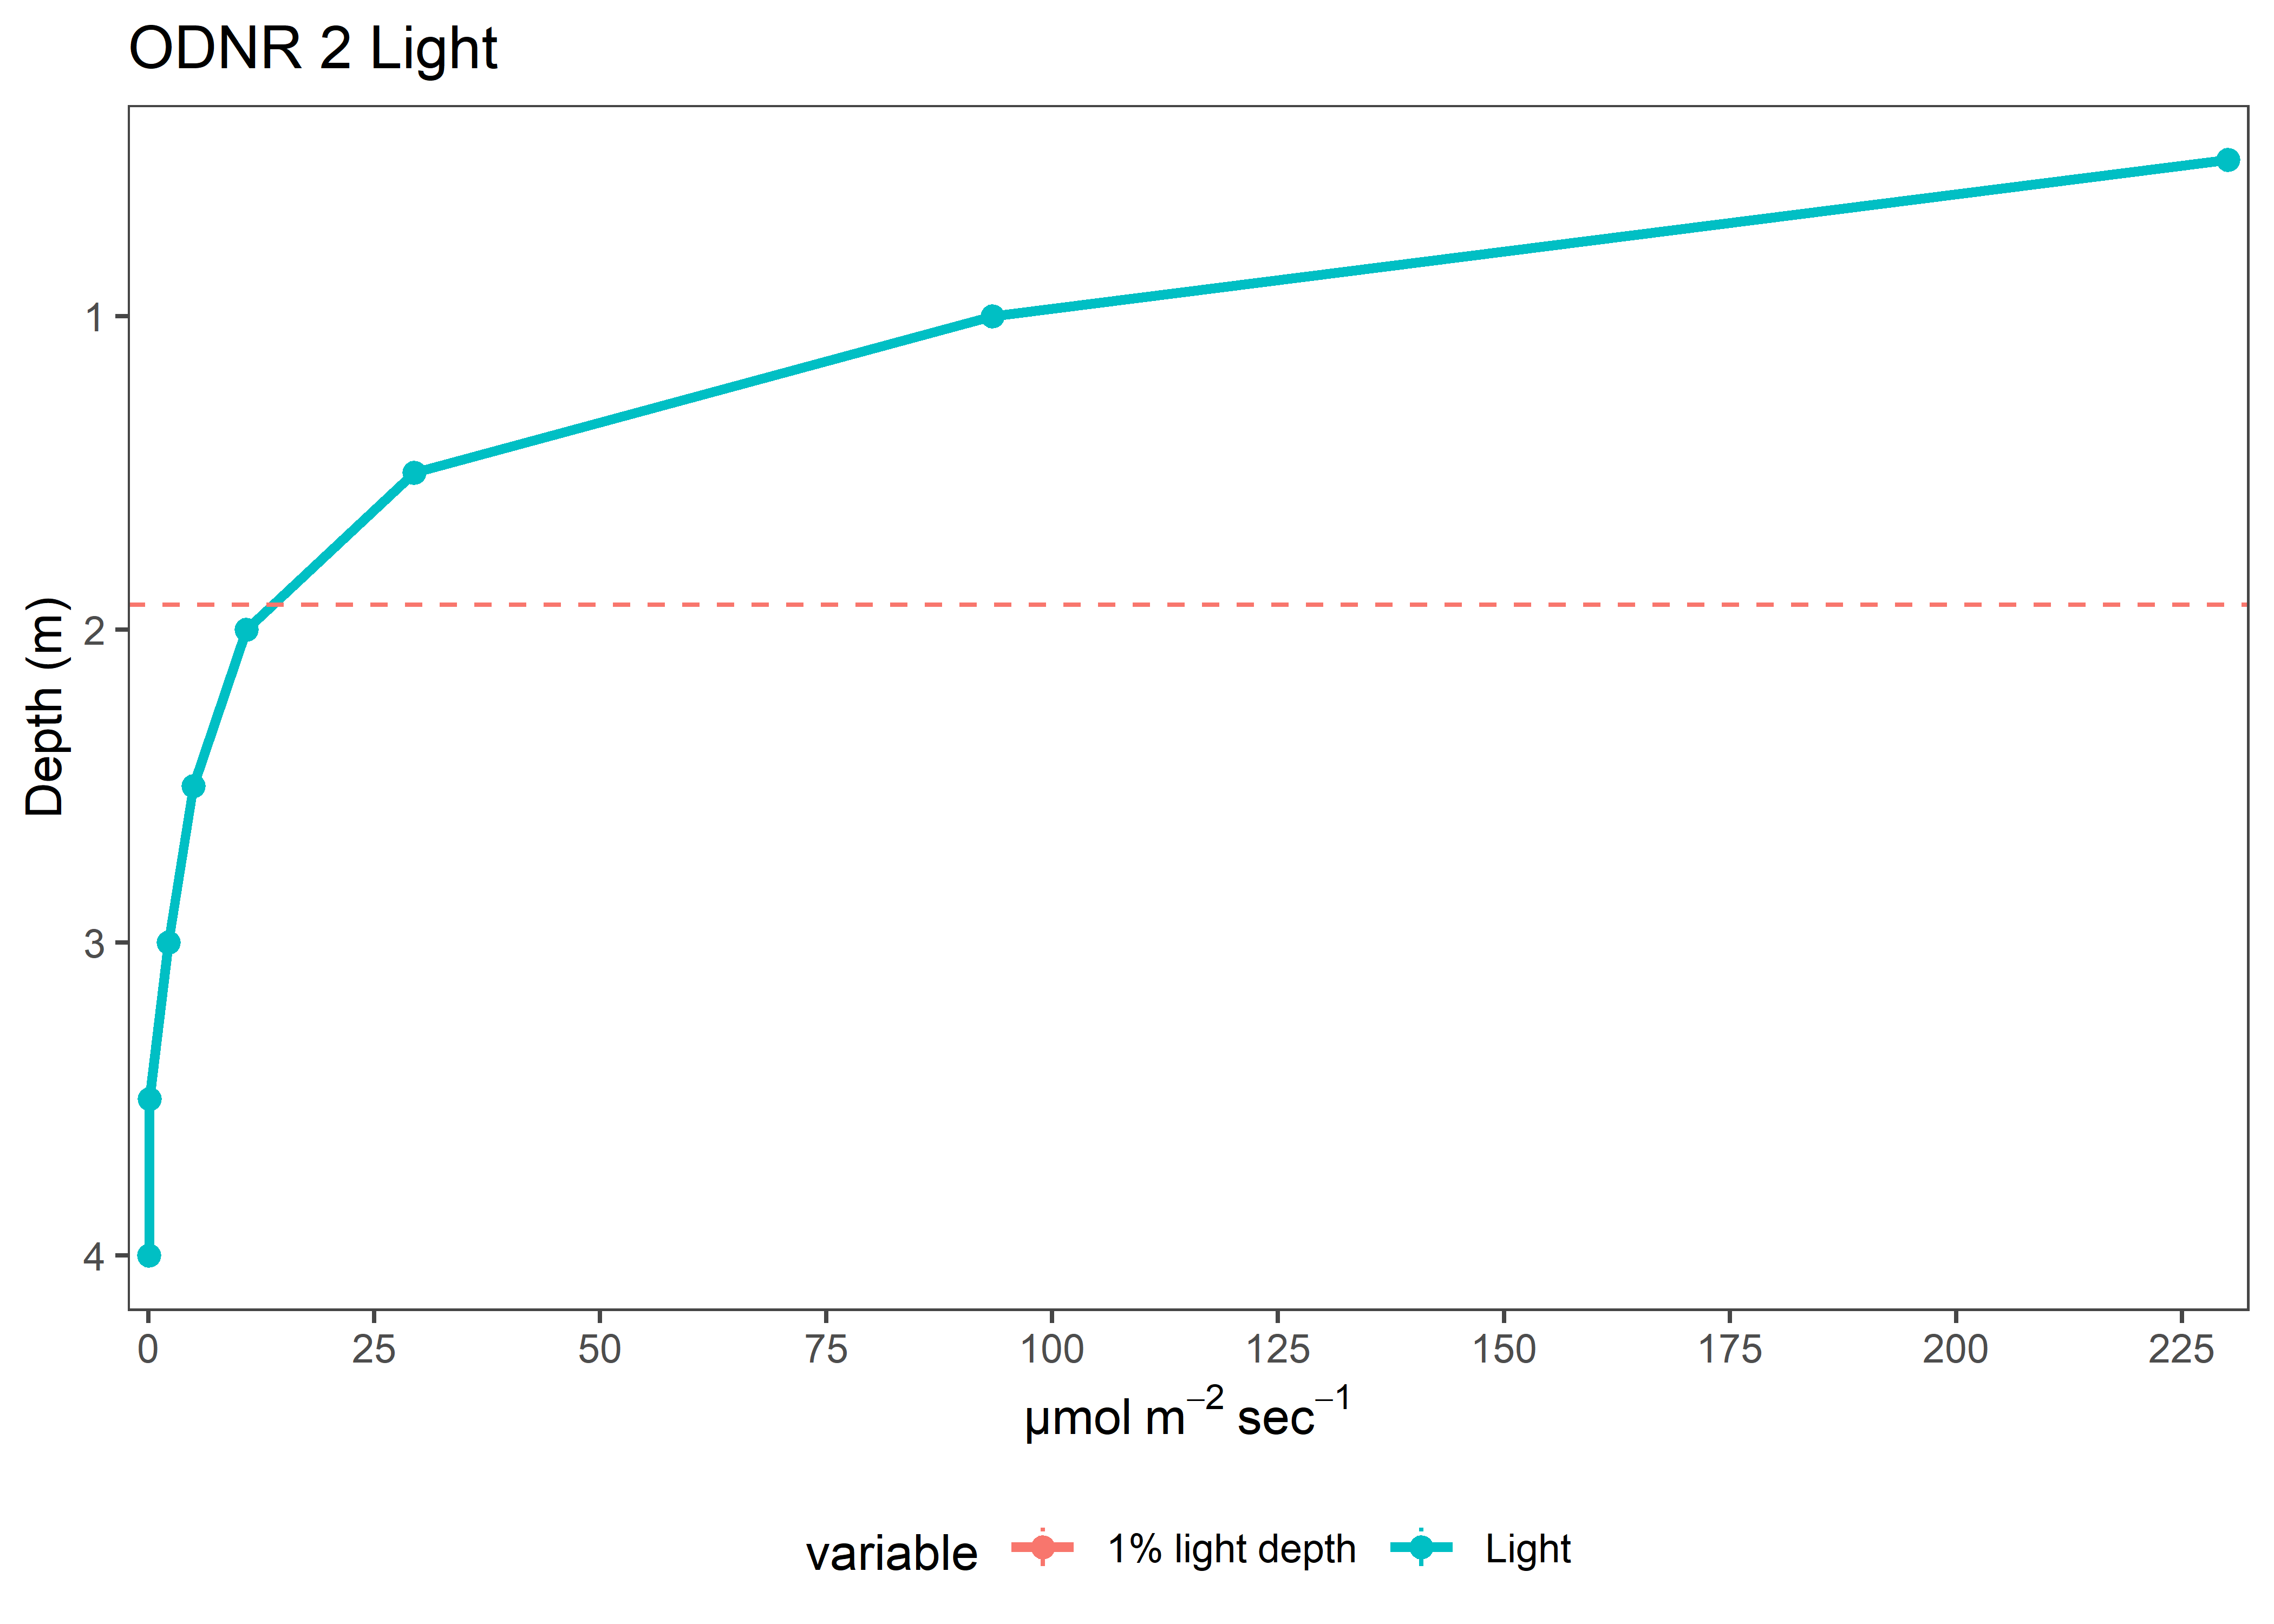 ODNR 2 Light
Depth (m)
1
2
3
4
0 25 50 75 100 125 150 175 200 225
µmol m⁻² sec⁻¹
variable 1% light depth Light